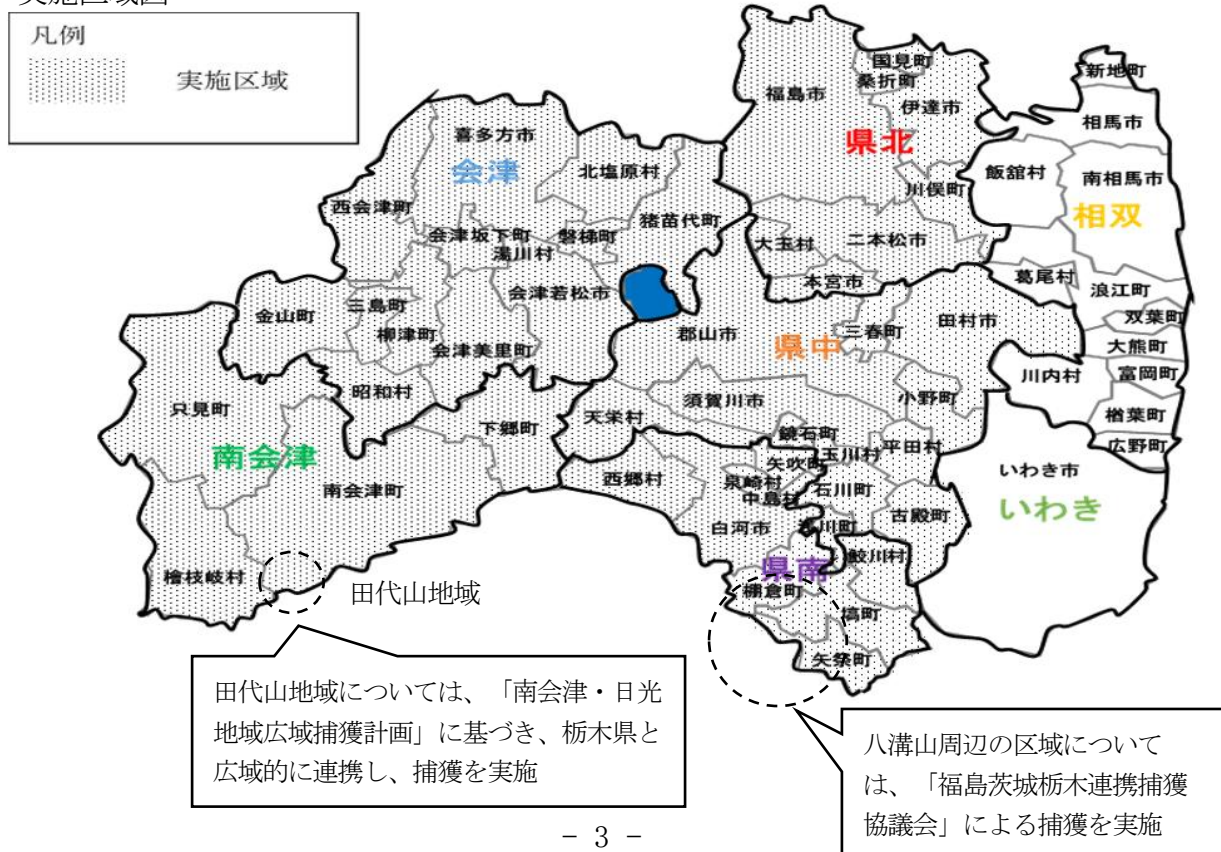 凡例
実施区域
国見町
新地町
桑折町
福島市
伊達市
相馬市
喜多方市
県北
会津
北塩原村
飯舘村
南相馬市
川俣町
西会津町
猪苗代町
相双
会津坂下町
磐梯町
大玉村
二本松市
湯川村
葛尾村
本宮市
浪江町
会津若松市
三島町
金山町
双葉町
田村市
三春町
郡山市
柳津町
県中
大熊町
会津美里町
川内村
富岡町
昭和村
小野町
須賀川市
只見町
天栄村
楢葉町
下郷町
鏡石町
平田村
広野町
南会津
玉川村
矢吹町
いわき市
西郷村
泉崎村
南会津町
石川町
中島村
いわき
古殿町
白河市
浅川町
鮫川村
県南
檜枝岐村
棚倉町
田代山地域
塙町
矢祭町
田代山地域については、「南会津・日光
地域広域捕獲計画」に基づき、栃木県と
広域的に連携し、捕獲を実施
八溝山周辺の区域について
は、「福島茨城栃木連携捕獲
協議会」による捕獲を実施
- 3 -